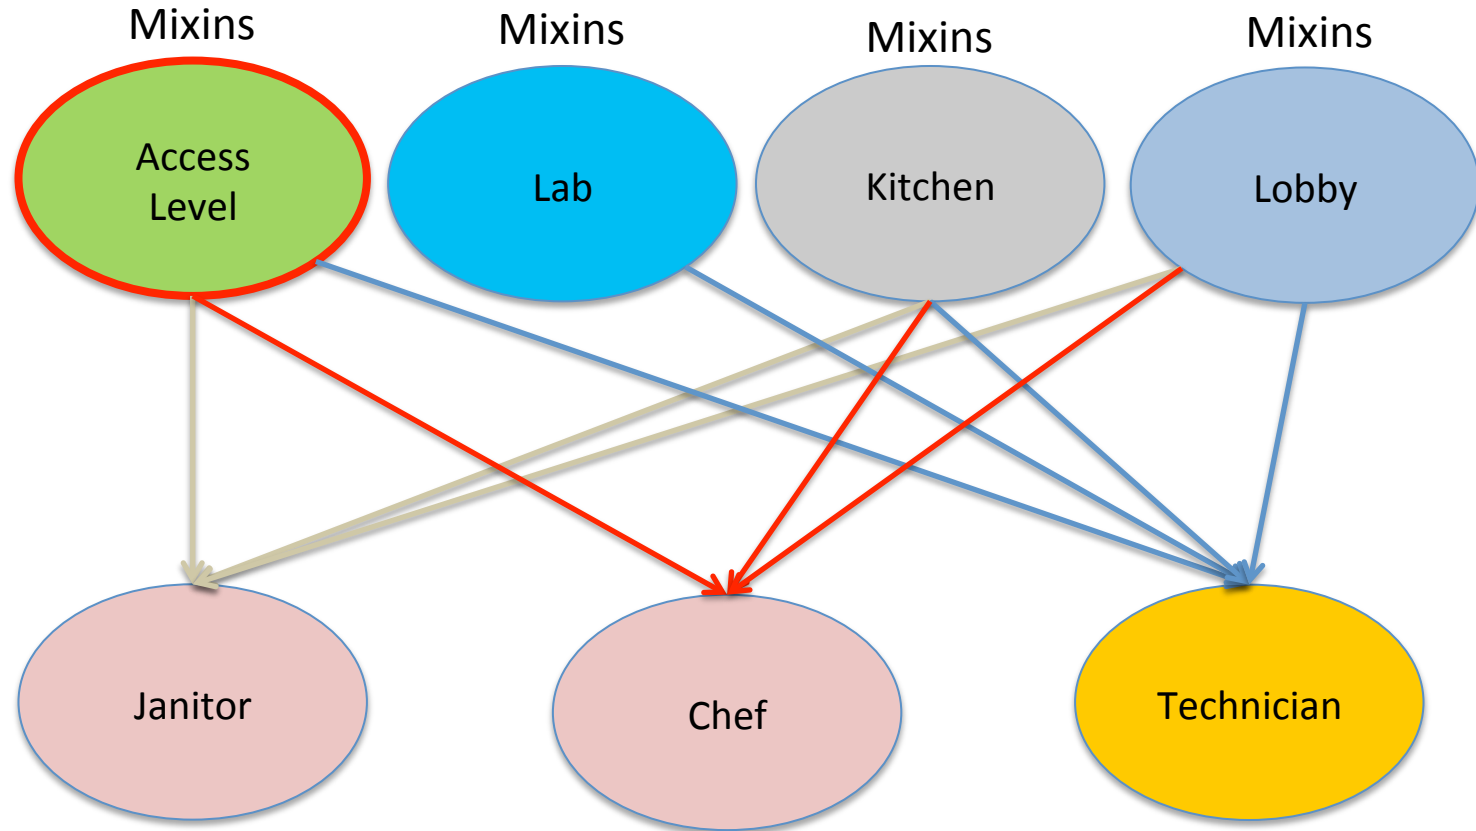 Mixins
Mixins
Mixins
Mixins
Access
Level
Lab
Kitchen
Lobby
Janitor
Chef
Technician